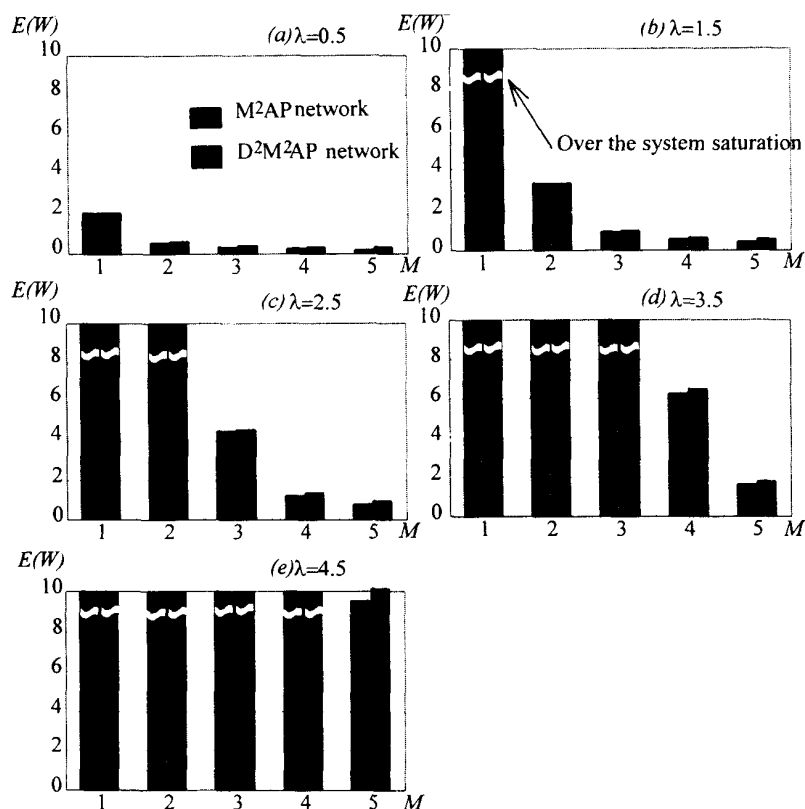 E(W)
(a)λ=0.5
10
8
6
4
2
0
M²AP network
D²M²AP network
1 2 3 4 5 M
E(W)
(b)λ=1.5
10
8
6
4
2
0
Over the system saturation
1 2 3 4 5 M
E(W)
(c)λ=2.5
10
8
6
4
2
0
1 2 3 4 5 M
E(W)
(d)λ=3.5
10
8
6
4
2
0
1 2 3 4 5 M
E(W)
(e)λ=4.5
10
8
6
4
2
0
1 2 3 4 5 M